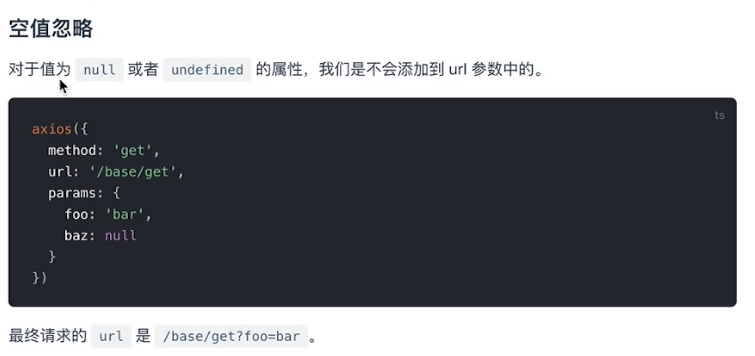 空值忽略
对于值为 null 或者 undefined 的属性，我们是不会添加到 url 参数中的。
ts
axios({
  method: 'get',
  url: '/base/get',
  params: {
    foo: 'bar',
    baz: null
  }
})
最终请求的 url 是 /base/get?foo=bar 。